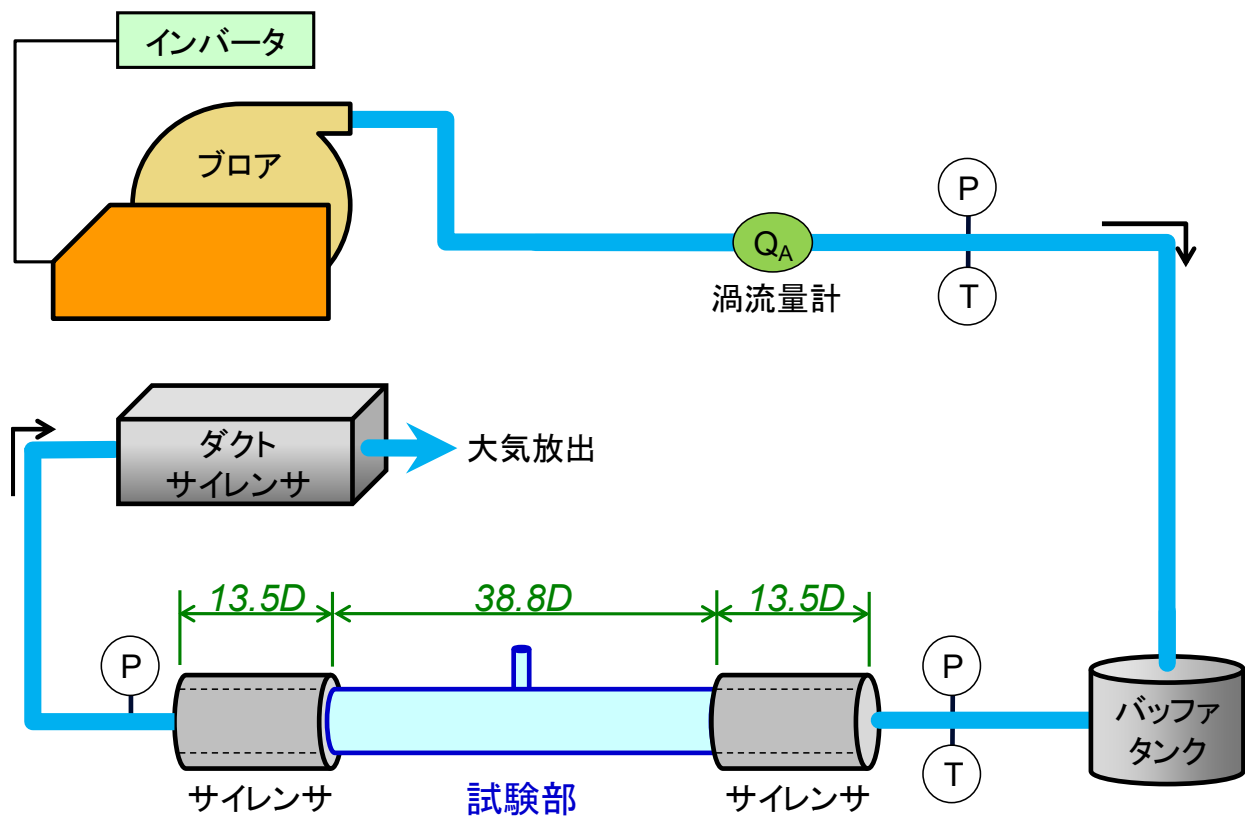 インバータ
ブロア
P
Q_A
T
渦流量計
ダクト
サイレンサ
大気放出
13.5D
38.8D
13.5D
P
P
バッファ
タンク
T
サイレンサ
試験部
サイレンサ